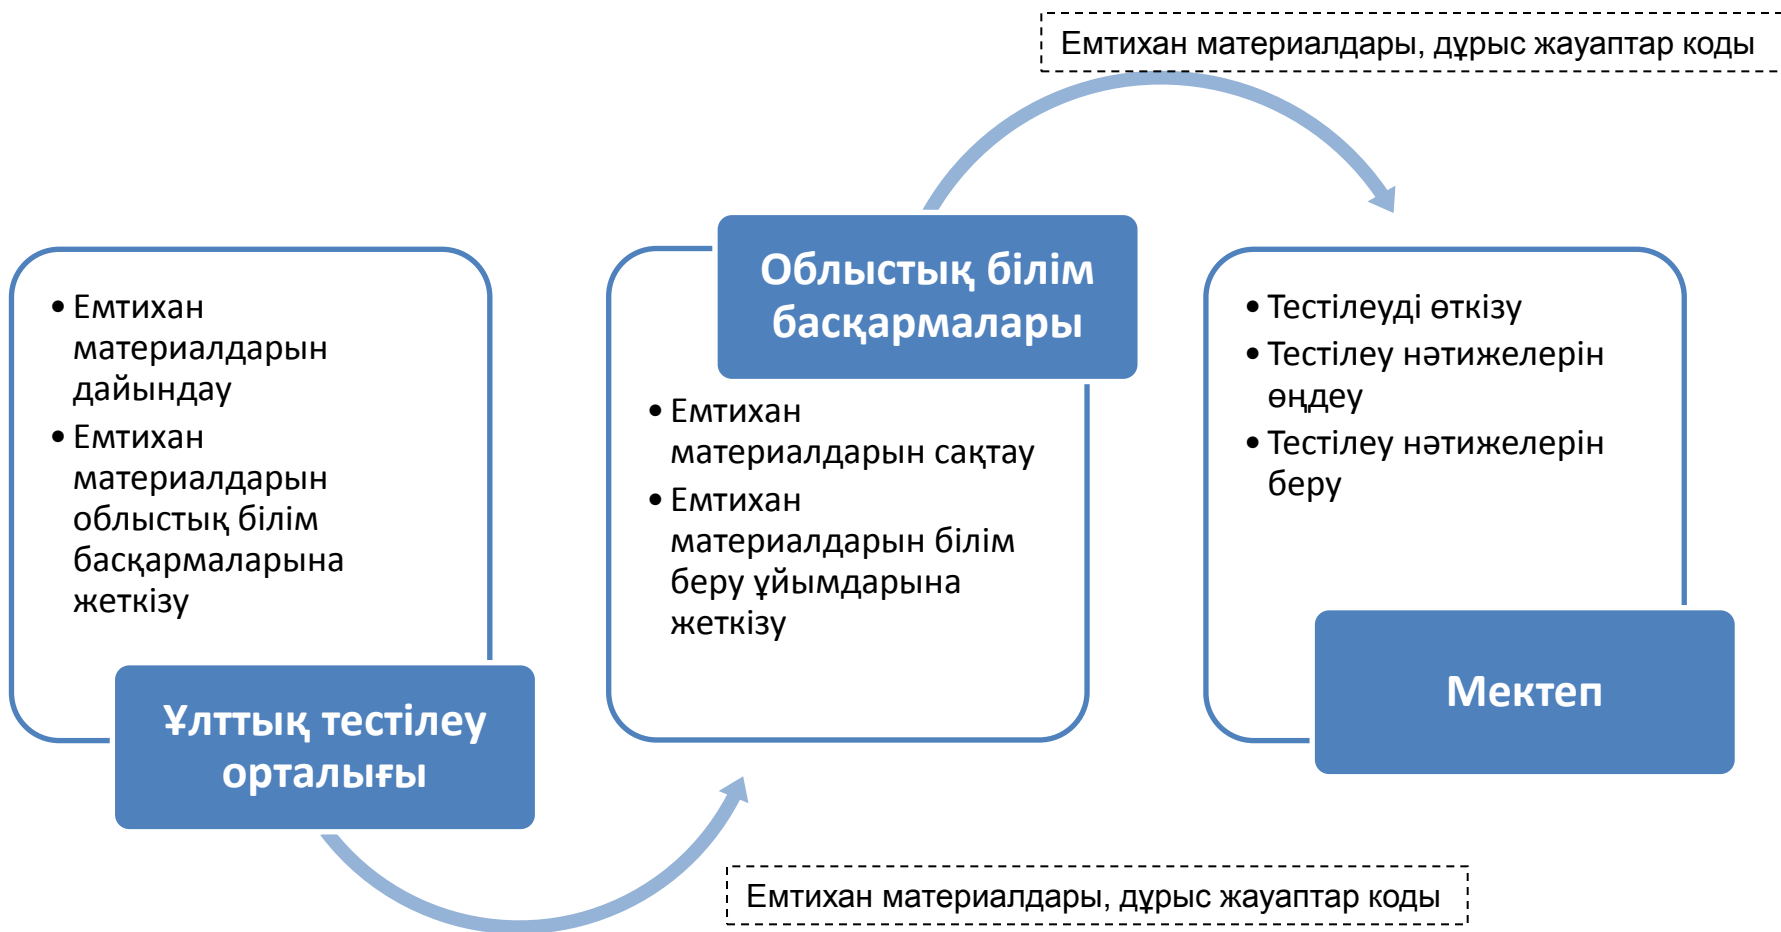 Емтихан материалдары, дұрыс жауаптар коды
• Емтихан
материалдарын
дайындау
• Емтихан
материалдарын
облыстық білім
басқармаларына
жеткізу
Ұлттық тестілеу
орталығы
Облыстық білім
басқармалары
• Емтихан
материалдарын сақтау
• Емтихан
материалдарын білім
беру ұйымдарына
жеткізу
• Тестілеуді өткізу
• Тестілеу нәтижелерін
өңдеу
• Тестілеу нәтижелерін
беру
Мектеп
Емтихан материалдары, дұрыс жауаптар коды